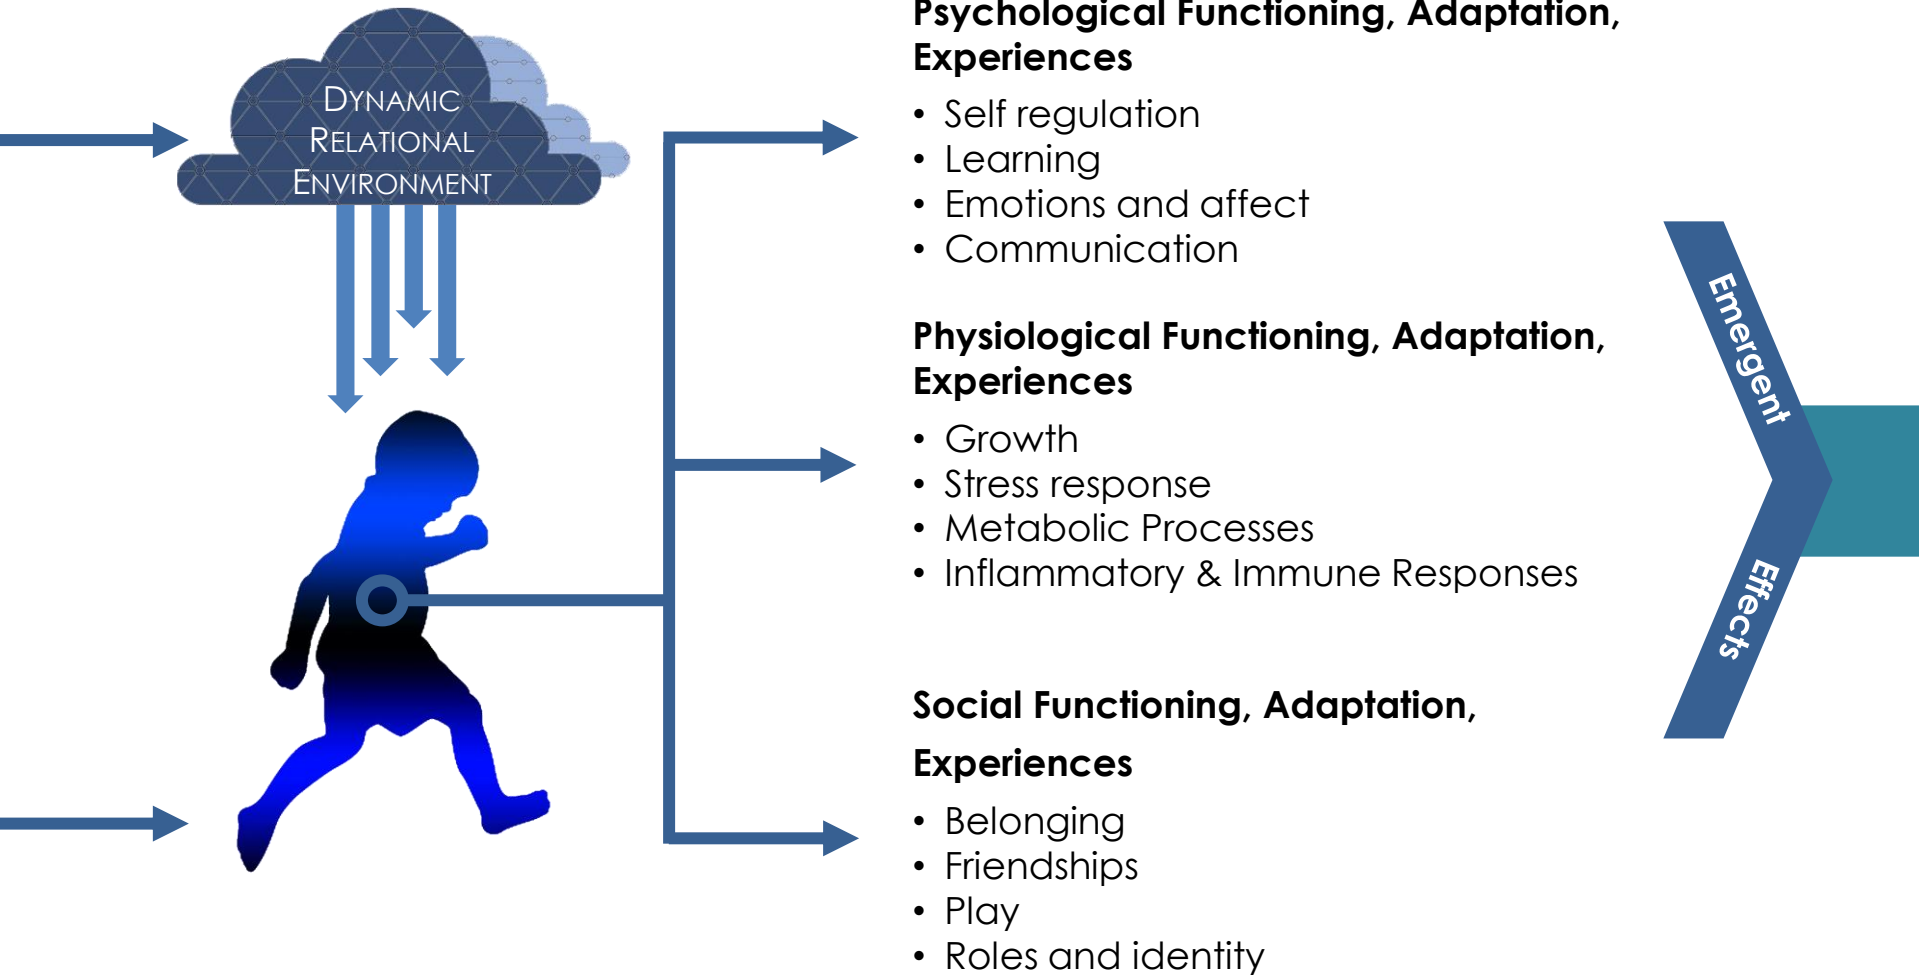 DYNAMIC
RELATIONAL
ENVIRONMENT
Psychological Functioning, Adaptation,
Experiences
• Self regulation
• Learning
• Emotions and affect
• Communication
Physiological Functioning, Adaptation,
Experiences
• Growth
• Stress response
• Metabolic Processes
• Inflammatory & Immune Responses
Social Functioning, Adaptation,
Experiences
• Belonging
• Friendships
• Play
• Roles and identity
Emergent
Effects